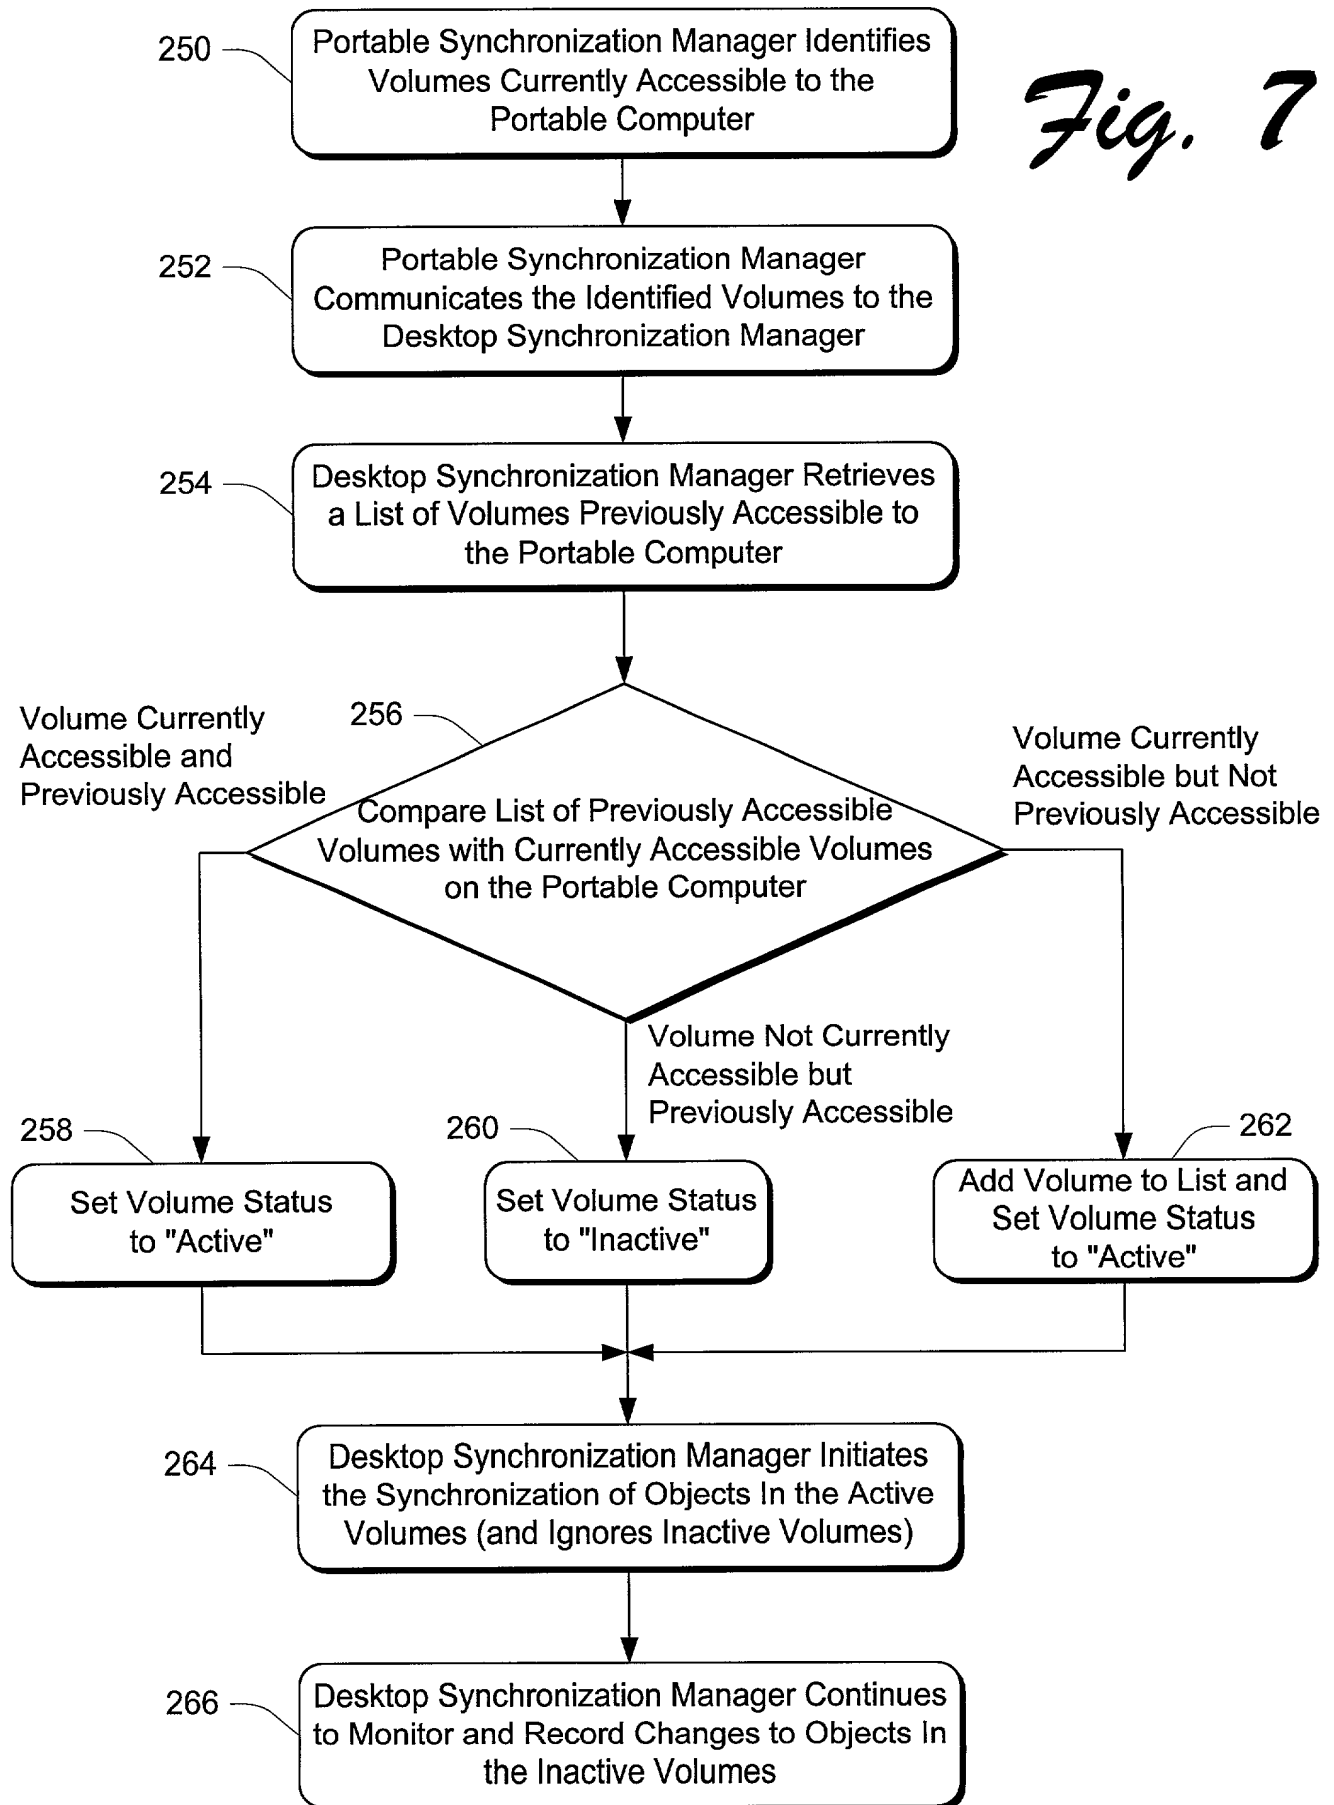 Fig. 7
250
Portable Synchronization Manager Identifies
Volumes Currently Accessible to the
Portable Computer
252
Portable Synchronization Manager
Communicates the Identified Volumes to the
Desktop Synchronization Manager
254
Desktop Synchronization Manager Retrieves
a List of Volumes Previously Accessible to
the Portable Computer
256
Compare List of Previously Accessible
Volumes with Currently Accessible Volumes
on the Portable Computer
Volume Currently
Accessible and
Previously Accessible
Volume Not Currently
Accessible but
Previously Accessible
Volume Currently
Accessible but Not
Previously Accessible
258
Set Volume Status
to "Active"
260
Set Volume Status
to "Inactive"
262
Add Volume to List and
Set Volume Status
to "Active"
264
Desktop Synchronization Manager Initiates
the Synchronization of Objects In the Active
Volumes (and Ignores Inactive Volumes)
266
Desktop Synchronization Manager Continues
to Monitor and Record Changes to Objects In
the Inactive Volumes